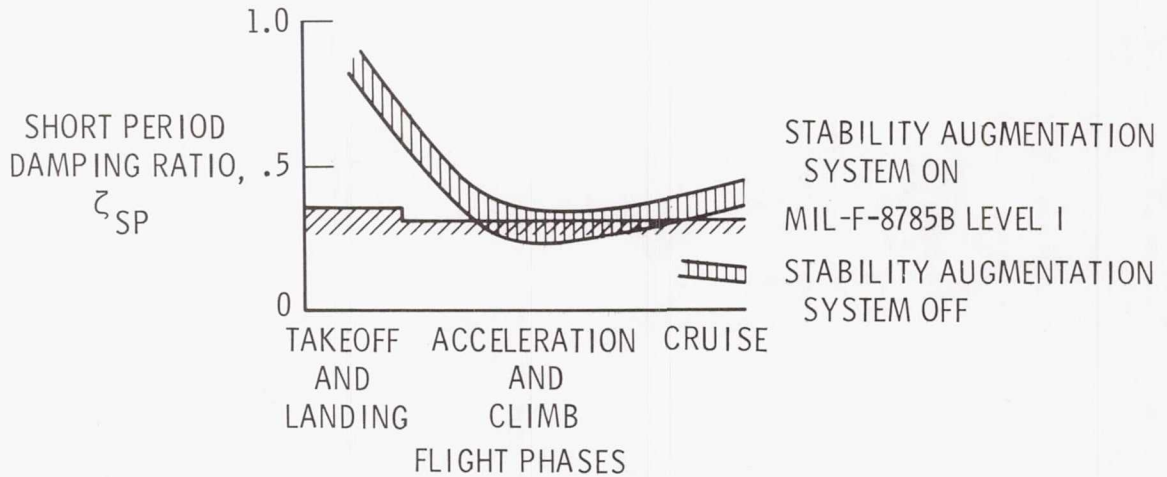 1.0
SHORT PERIOD
DAMPING RATIO,
ζSP
.5
0
STABILITY AUGMENTATION
SYSTEM ON
MIL-F-8785B LEVEL I
STABILITY AUGMENTATION
SYSTEM OFF
TAKEOFF
AND
LANDING
ACCELERATION
AND
CLIMB
CRUISE
FLIGHT PHASES